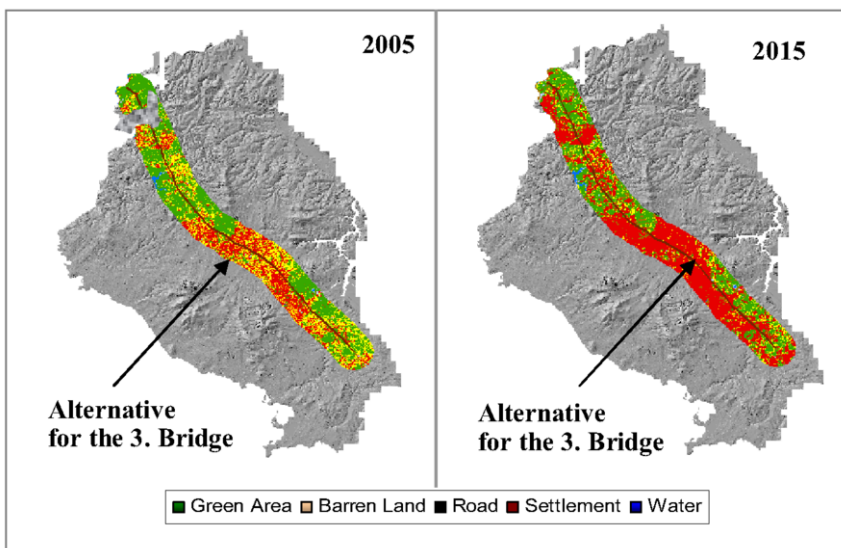 2005
2015
Alternative
for the 3. Bridge
Alternative
for the 3. Bridge
Green Area Barren Land Road Settlement Water